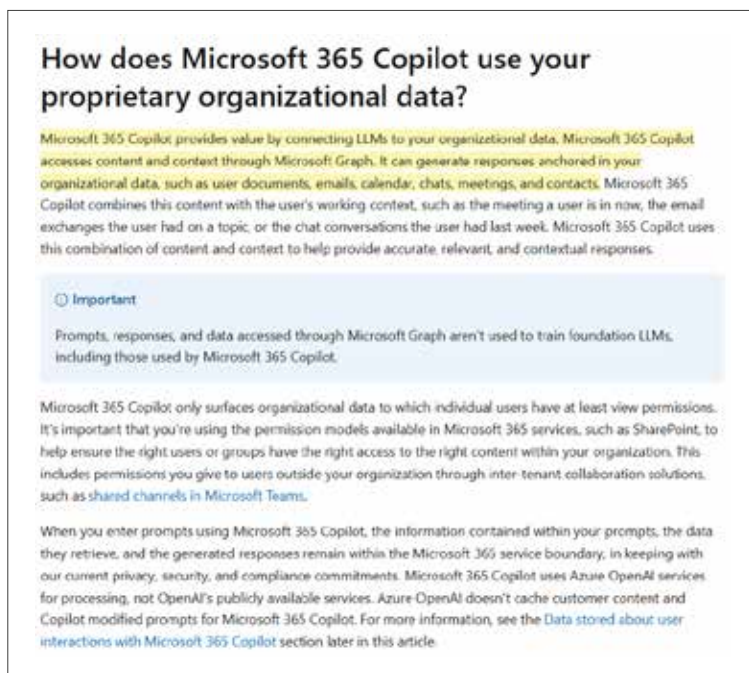 How does Microsoft 365 Copilot use your
proprietary organizational data?
Microsoft 365 Copilot provides value by connecting LLMs to your organizational data. Microsoft 365 Copilot
accesses content and context through Microsoft Graph. It can generate responses anchored in your
organizational data, such as user documents, emails, calendar, chats, meetings, and contacts. Microsoft 365
Copilot combines this content with the user's working context, such as the meeting a user is in now, the email
exchanges the user had on a topic, or the chat conversations the user had last week. Microsoft 365 Copilot uses
this combination of content and context to help provide accurate, relevant, and contextual responses.
Important
Prompts, responses, and data accessed through Microsoft Graph aren't used to train foundation LLMs,
including those used by Microsoft 365 Copilot.
Microsoft 365 Copilot only surfaces organizational data to which individual users have at least view permissions.
It's important that you're using the permission models available in Microsoft 365 services, such as SharePoint, to
help ensure the right users or groups have the right access to the right content within your organization. This
includes permissions you give to users outside your organization through inter-tenant collaboration solutions,
such as shared channels in Microsoft Teams.
When you enter prompts using Microsoft 365 Copilot, the information contained within your prompts, the data
they retrieve, and the generated responses remain within the Microsoft 365 service boundary, in keeping with
our current privacy, security, and compliance commitments. Microsoft 365 Copilot uses Azure OpenAI services
for processing, not OpenAI's publicly available services. Azure OpenAI doesn't cache customer content and
Copilot modified prompts for Microsoft 365 Copilot. For more information, see the Data stored about user
interactions with Microsoft 365 Copilot section later in this article.